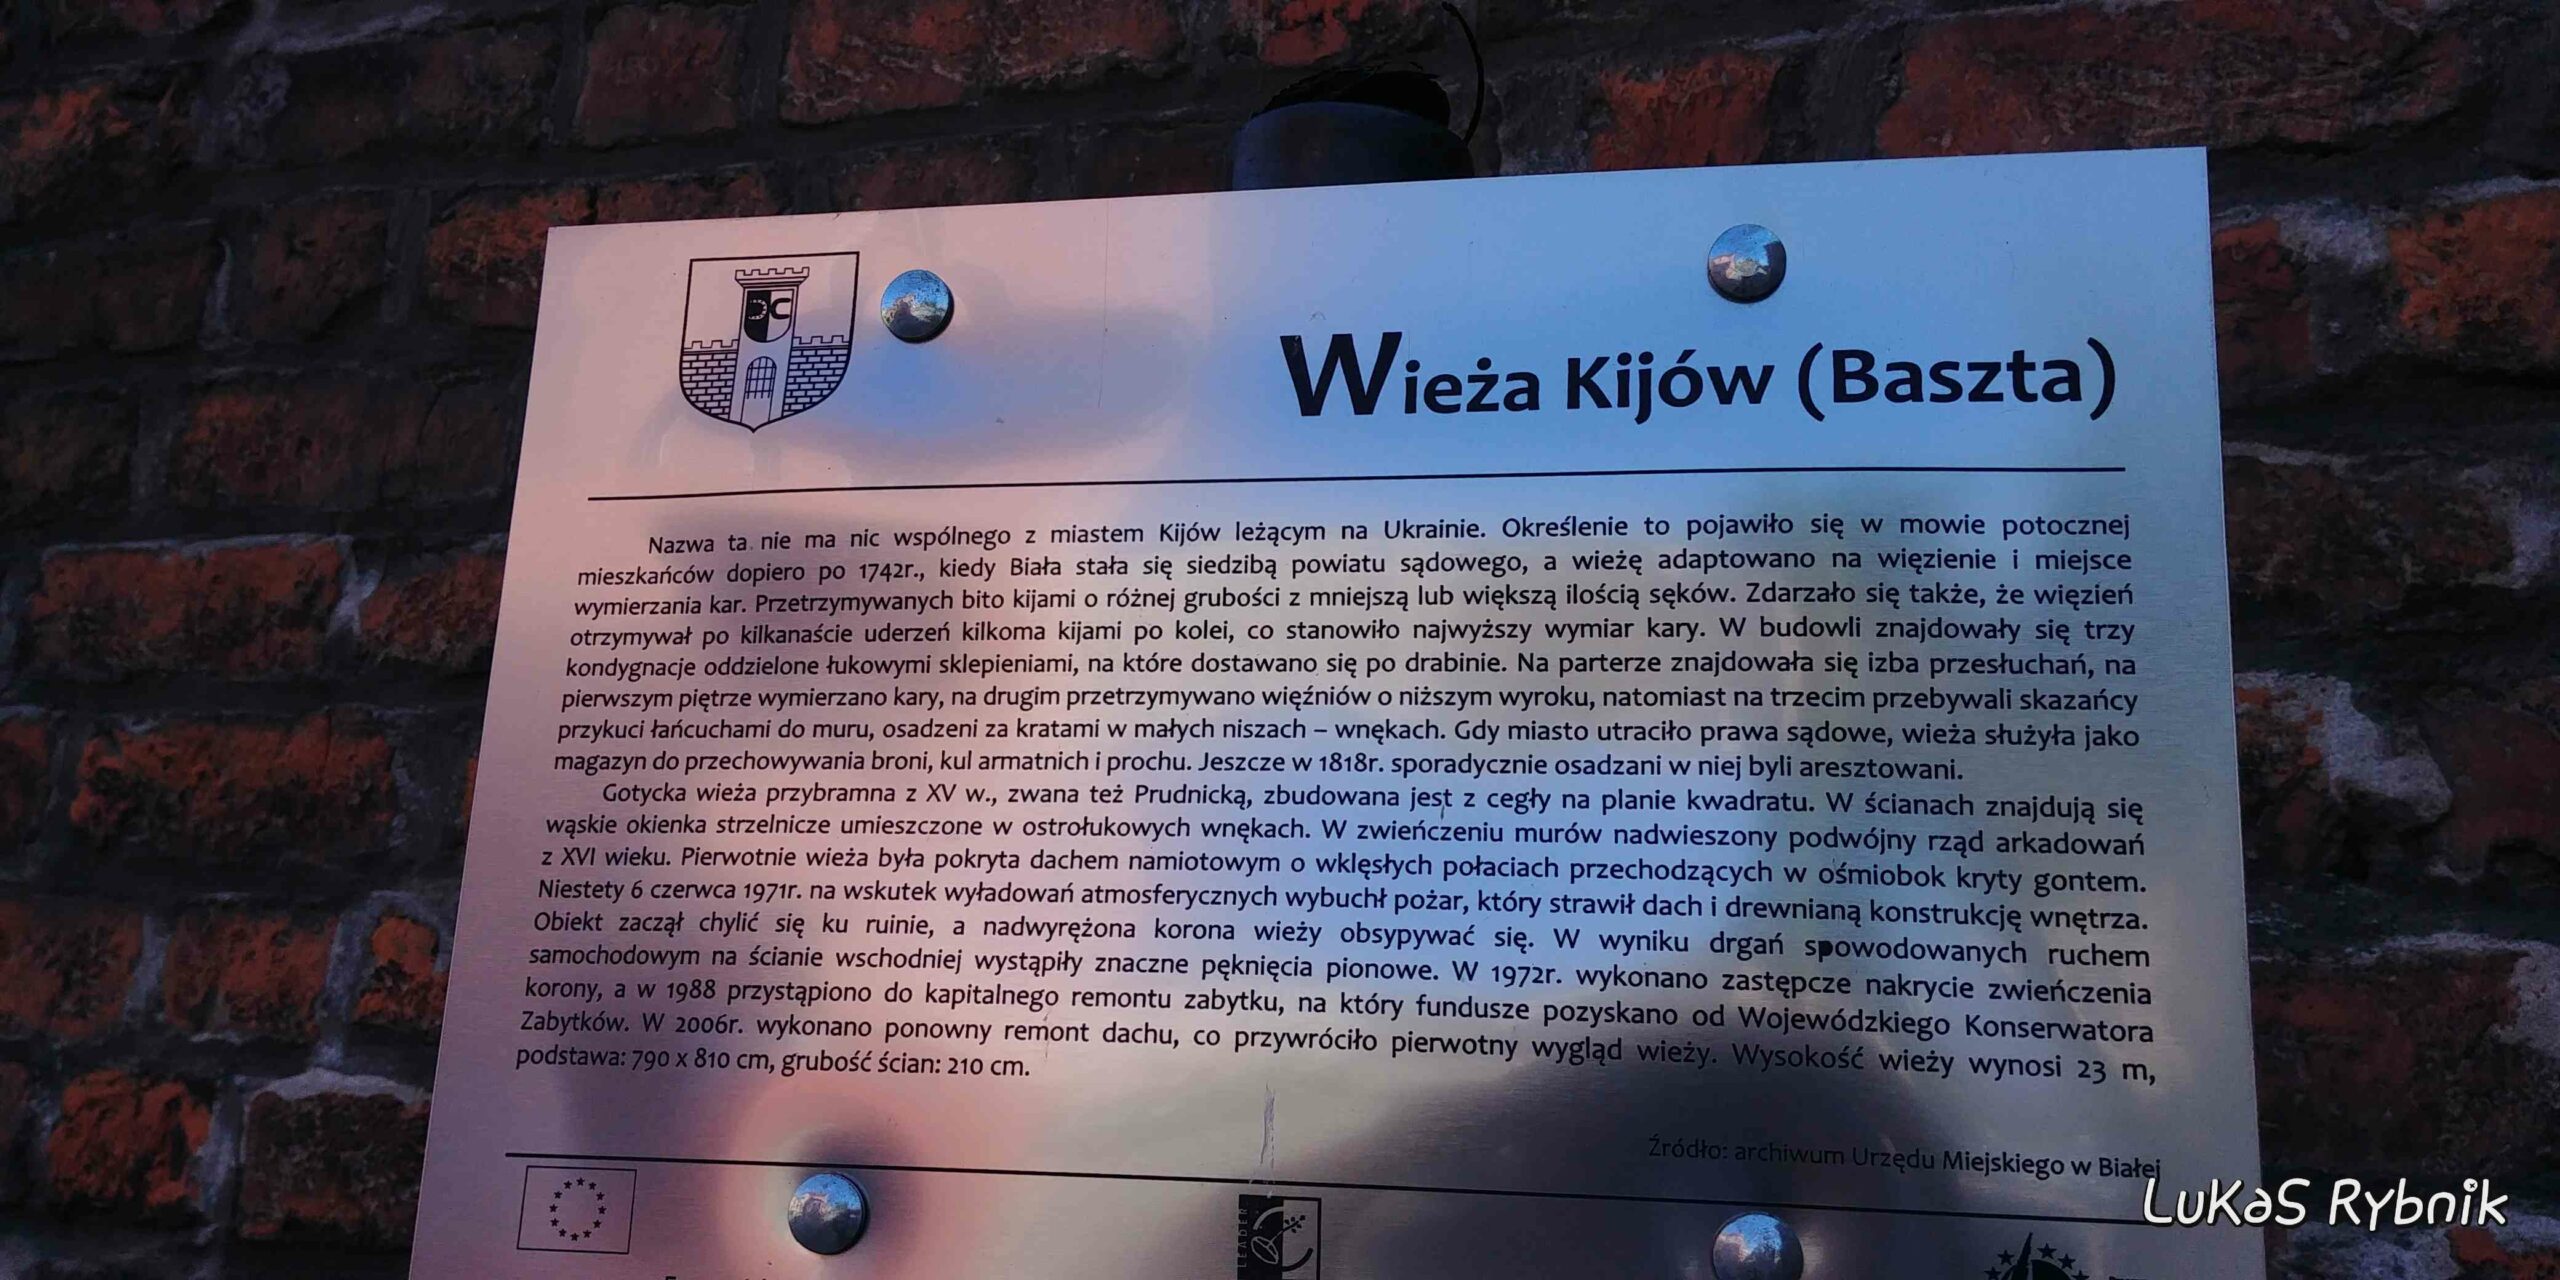 Wieża Kijów (Baszta)
Nazwa ta nie ma nic wspólnego z miastem Kijów leżącym na Ukrainie. Określenie to pojawiło się w mowie potocznej
mieszkańców dopiero po 1742r., kiedy Biała stała się siedzibą powiatu sądowego, a wieżę adaptowano na więzienie i miejsce
wymierzania kar. Przetrzymywanych bito kijami o różnej grubości z mniejszą lub większą ilością sęków. Zdarzało się także, że więzień
otrzymywał po kilkanaście uderzeń kilkoma kijami po kolei, co stanowiło najwyższy wymiar kary. W budowli znajdowały się trzy
kondygnacje oddzielone łukowymi sklepieniami, na które dostawano się po drabinie. Na parterze znajdowała się izba przesłuchań, na
pierwszym piętrze wymierzano kary, na drugim przetrzymywano więźniów o niższym wyroku, natomiast na trzecim przebywali skazańcy
przykuci łańcuchami do muru, osadzeni za kratami w małych niszach – wnękach. Gdy miasto utraciło prawa sądowe, wieża służyła jako
magazyn do przechowywania broni, kul armatnich i prochu. Jeszcze w 1818r. sporadycznie osadzani w niej byli aresztowani.
Gotycka wieża przybramna z XV w., zwana też Prudnicką, zbudowana jest z cegły na planie kwadratu. W ścianach znajdują się
wąskie okienka strzelnicze umieszczone w ostrołukowych wnękach. W zwieńczeniu murów nadwieszony podwójny rząd arkadowań
z XVI wieku. Pierwotnie wieża była pokryta dachem namiotowym o wklęsłych połaciach przechodzących w ośmiobok kryty gontem.
Niestety 6 czerwca 1971r. na wskutek wyładowań atmosferycznych wybuchł pożar, który strawił dach i drewnianą konstrukcję wnętrza.
Obiekt zaczął chylić się ku ruinie, a nadwyrężona korona wieży obsypywać się. W wyniku drgań spowodowanych ruchem
samochodowym na ścianie wschodniej wystąpiły znaczne pęknięcia pionowe. W 1972r. wykonano zastępcze nakrycie zwieńczenia
korony, a w 1988 przystąpiono do kapitalnego remontu zabytku, na który fundusze pozyskano od Wojewódzkiego Konserwatora
Zabytków. W 2006r. wykonano ponowny remont dachu, co przywróciło pierwotny wygląd wieży. Wysokość wieży wynosi 23 m,
podstawa: 790 x 810 cm, grubość ścian: 210 cm.
Źródło: archiwum Urzędu Miejskiego w Białej
LEADER
LuKaS Rybnik